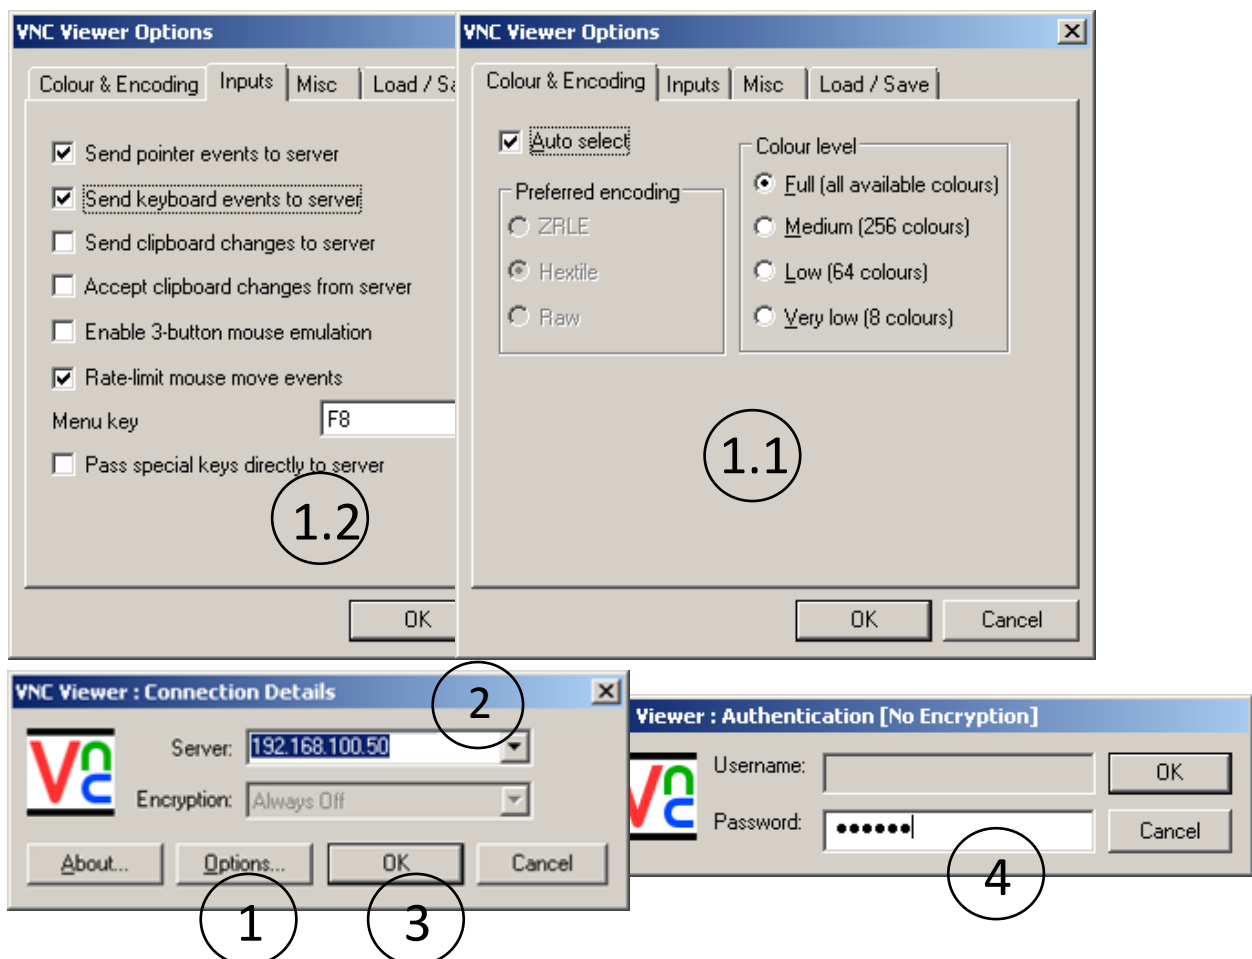 VNC Viewer Options
Colour & Encoding Inputs Misc Load / Sa
Send pointer events to server
Send keyboard events to server
Send clipboard changes to server
Accept clipboard changes from server
Enable 3-button mouse emulation
Rate-limit mouse move events
Menu key F8
Pass special keys directly to server
1.2
OK
VNC Viewer Options
Colour & Encoding Inputs Misc Load / Save
Auto select
Preferred encoding
ZRLE
Hextile
Raw
Colour level
Full (all available colours)
Medium (256 colours)
Low (64 colours)
Very low (8 colours)
1.1
OK Cancel
VNC Viewer : Connection Details
2
VNC
Server: 192.168.100.50
Encryption: Always Off
About... Options... OK Cancel
1 3
Viewer : Authentication [No Encryption]
VNC
Username: OK
Password: ●●●●●● Cancel
4